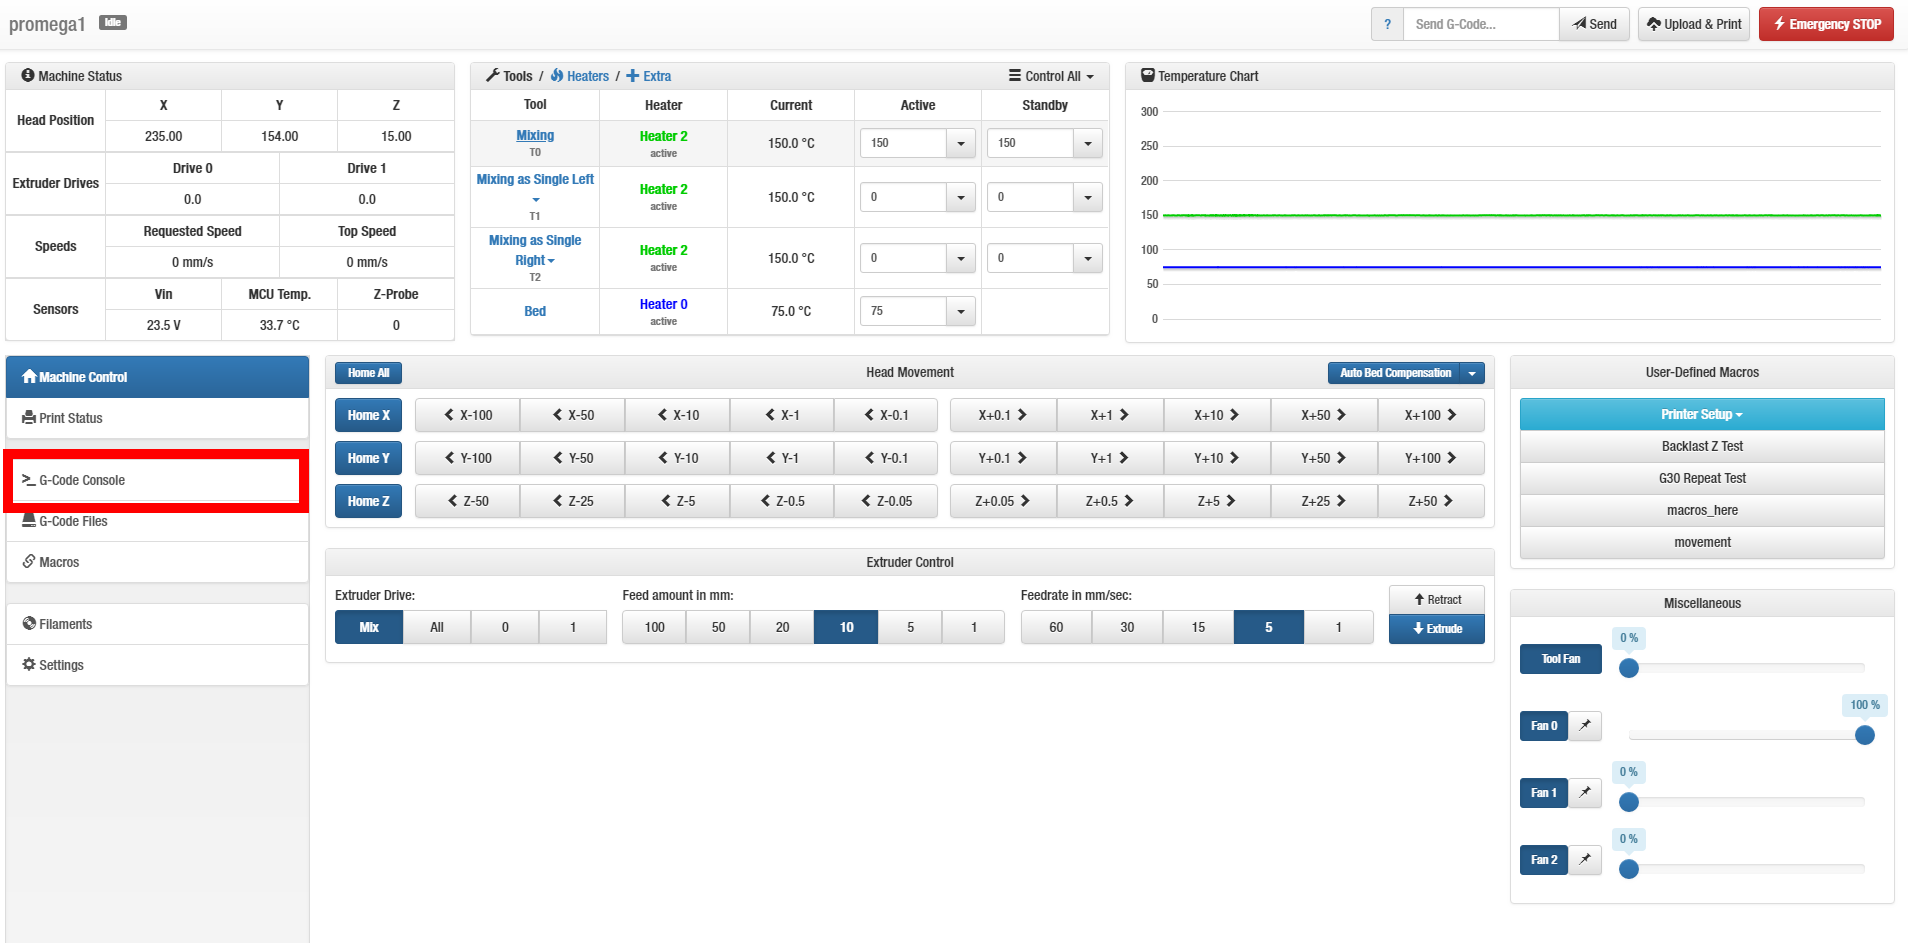 promega1 Idle
? Send G-Code... Send Upload & Print Emergency STOP
Machine Status
Head Position X Y Z
235.00 154.00 15.00
Extruder Drives Drive 0 Drive 1
0.0 0.0
Speeds Requested Speed Top Speed
0 mm/s 0 mm/s
Sensors Vin MCU Temp. Z-Probe
23.5 V 33.7 °C 0
Tools / Heaters / Extra Control All
Tool Heater Current Active Standby
Mixing Heater 2 150.0 °C 150 150
T0 active
Mixing as Single Left Heater 2 150.0 °C 0 0
T1 active
Mixing as Single
Right Heater 2 150.0 °C 0 0
T2 active
Bed Heater 0 75.0 °C 75
active
Temperature Chart
300
250
200
150
100
50
0
Machine Control
Print Status
G-Code Console
G-Code Files
Macros
Filaments
Settings
Home All Head Movement Auto Bed Compensation
Home X X-100 X-50 X-10 X-1 X-0.1 X+0.1 X+1 X+10 X+50 X+100
Home Y Y-100 Y-50 Y-10 Y-1 Y-0.1 Y+0.1 Y+1 Y+10 Y+50 Y+100
Home Z Z-50 Z-25 Z-5 Z-0.5 Z-0.05 Z+0.05 Z+0.5 Z+5 Z+25 Z+50
Extruder Control
Extruder Drive: Feed amount in mm: Feedrate in mm/sec:
Mix All 0 1 100 50 20 10 5 1 60 30 15 5 1
Retract
Extrude
User-Defined Macros
Printer Setup
Backlast Z Test
G30 Repeat Test
macros_here
movement
Miscellaneous
0 %
Tool Fan
100 %
Fan 0
0 %
Fan 1
0 %
Fan 2